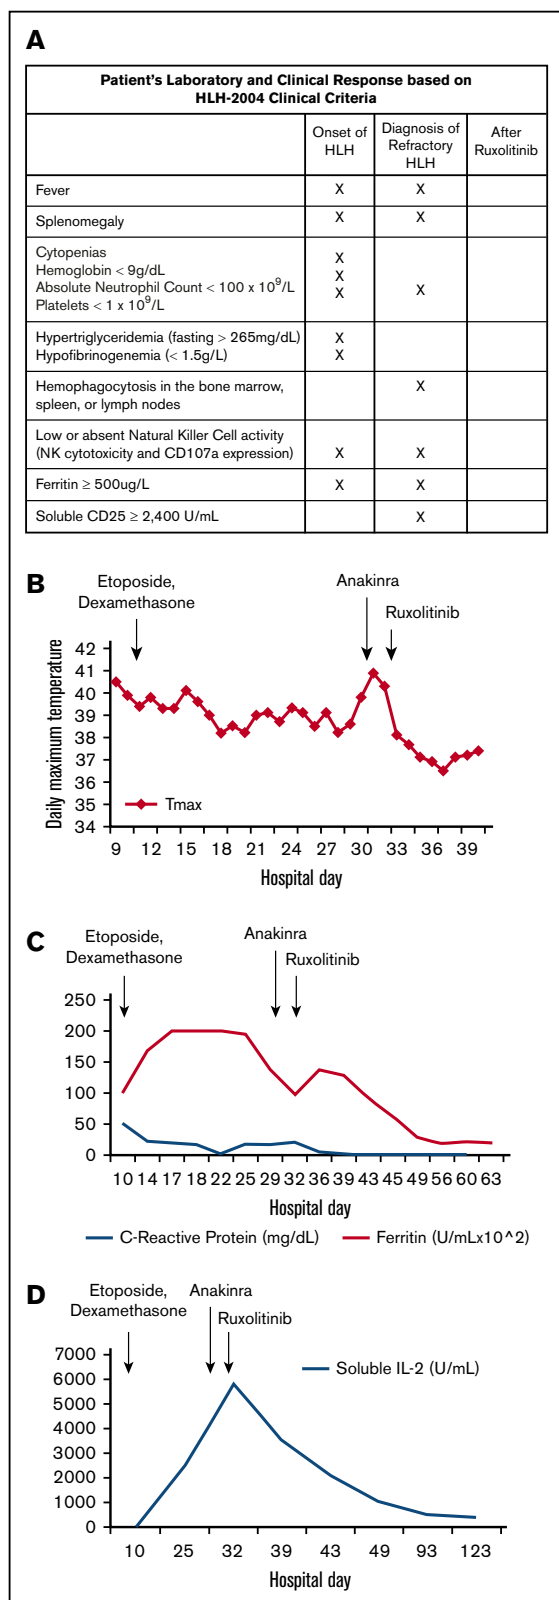 A
Patient's Laboratory and Clinical Response based on
HLH-2004 Clinical Criteria
Onset of
HLH
Diagnosis of
Refractory
HLH
After
Ruxolitinib
Fever X X
Splenomegaly X X
Cytopenias X
Hemoglobin < 9g/dL X
Absolute Neutrophil Count < 100 x 10^9/L X X
Platelets < 1 x 10^9/L
Hypertriglyceridemia (fasting > 265mg/dL) X
Hypofibrinogenemia (< 1.5g/L) X
Hemophagocytosis in the bone marrow, X
spleen, or lymph nodes
Low or absent Natural Killer Cell activity
(NK cytotoxicity and CD107a expression) X X
Ferritin ≥ 500ug/L X X
Soluble CD25 ≥ 2,400 U/mL X
B
Etoposide,
Dexamethasone
Anakinra
Ruxolitinib
Daily maximum temperature
42
41
40
39
38
37
36
35
34
Tmax
9 12 15 18 21 24 27 30 33 36 39
Hospital day
C
Etoposide,
Dexamethasone
Anakinra
Ruxolitinib
250
200
150
100
50
0
10 14 17 18 22 25 29 32 36 39 43 45 49 56 60 63
Hospital day
C-Reactive Protein (mg/dL) Ferritin (U/mLx10^2)
D
Etoposide,
Dexamethasone
Anakinra
Ruxolitinib
7000
6000
5000
4000
3000
2000
1000
0
Soluble IL-2 (U/mL)
10 25 32 39 43 49 93 123
Hospital day